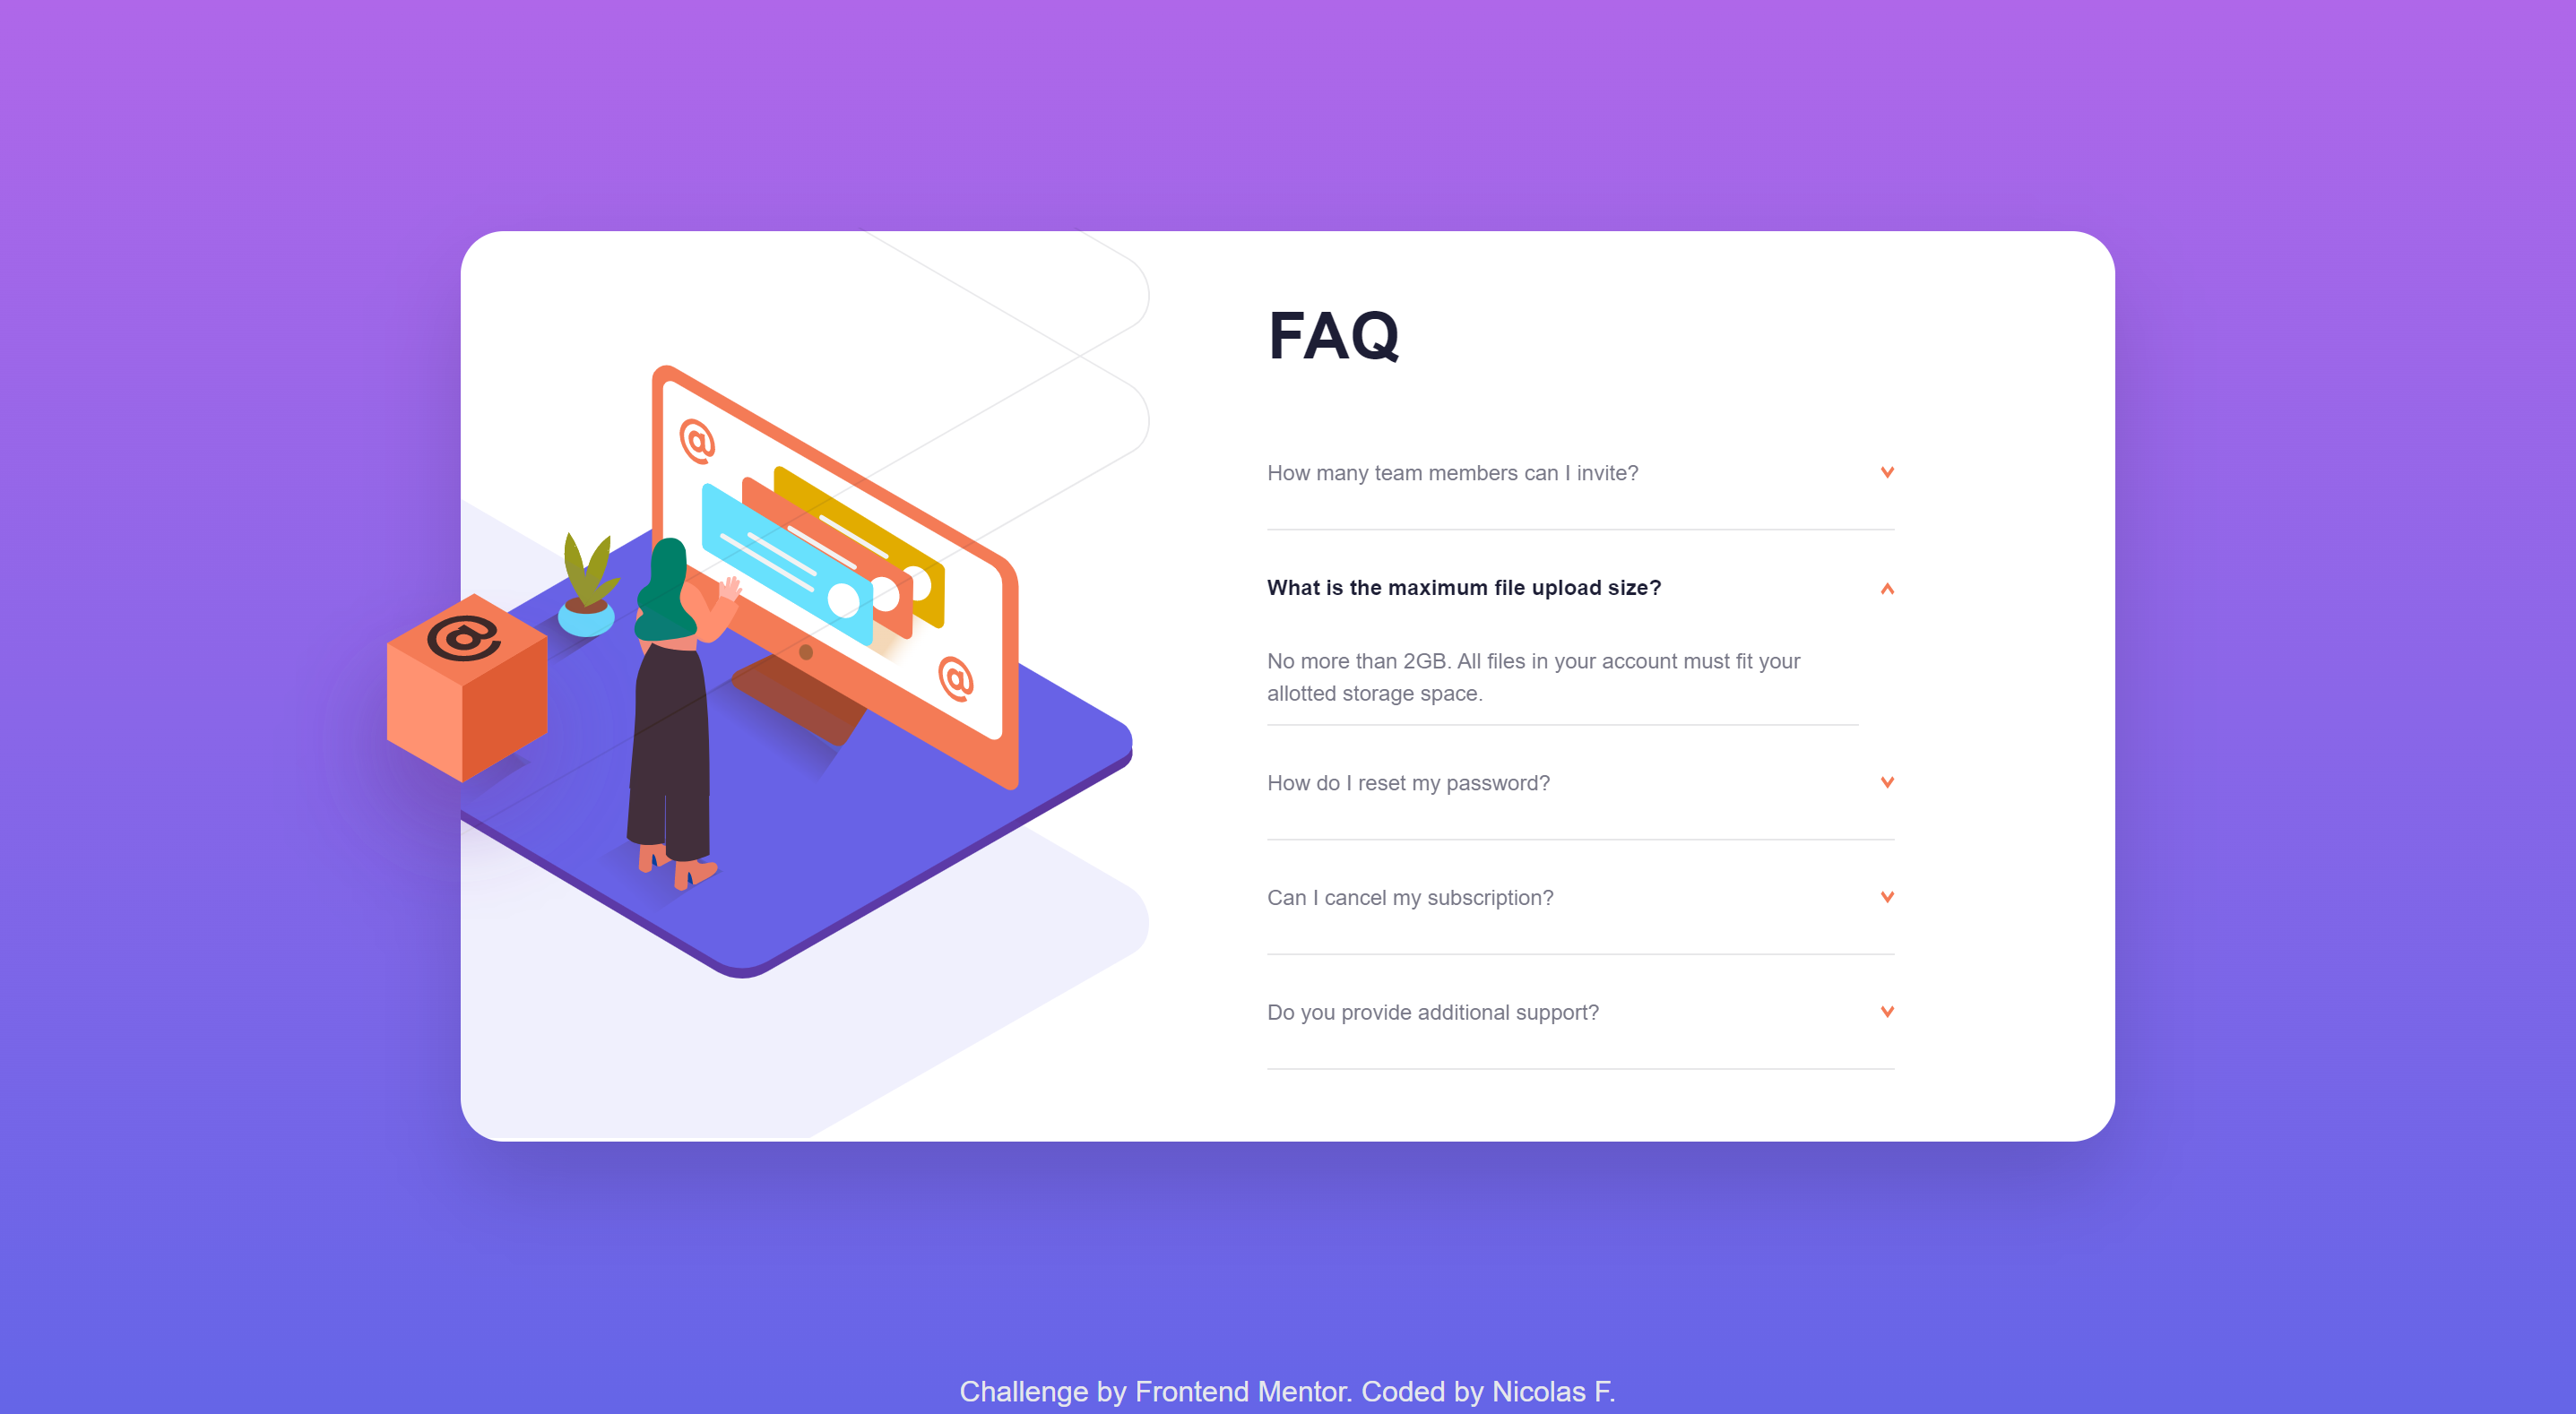 FAQ
@
How many team members can I invite?
What is the maximum file upload size?
@
No more than 2GB. All files in your account must fit your
allotted storage space.
@
How do I reset my password?
Can I cancel my subscription?
Do you provide additional support?
Challenge by Frontend Mentor. Coded by Nicolas F.